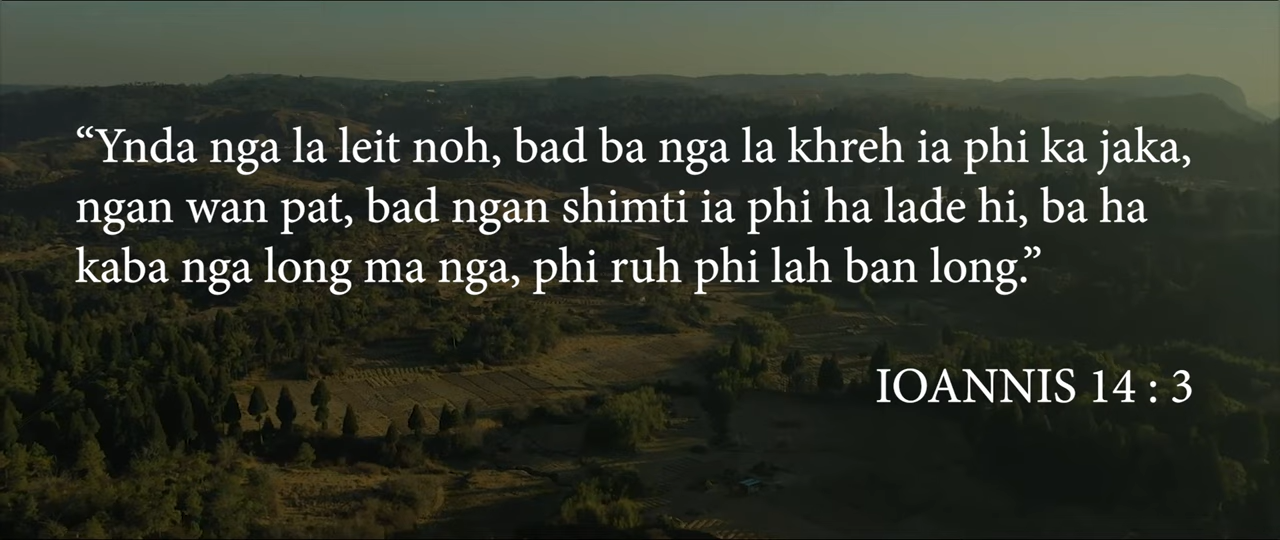 “Ynda nga la leit noh, bad ba nga la khreh ia phi ka jaka,
ngan wan pat, bad ngan shimti ia phi ha lade hi, ba ha
kaba nga long ma nga, phi ruh phi lah ban long.”
IOANNIS 14 : 3